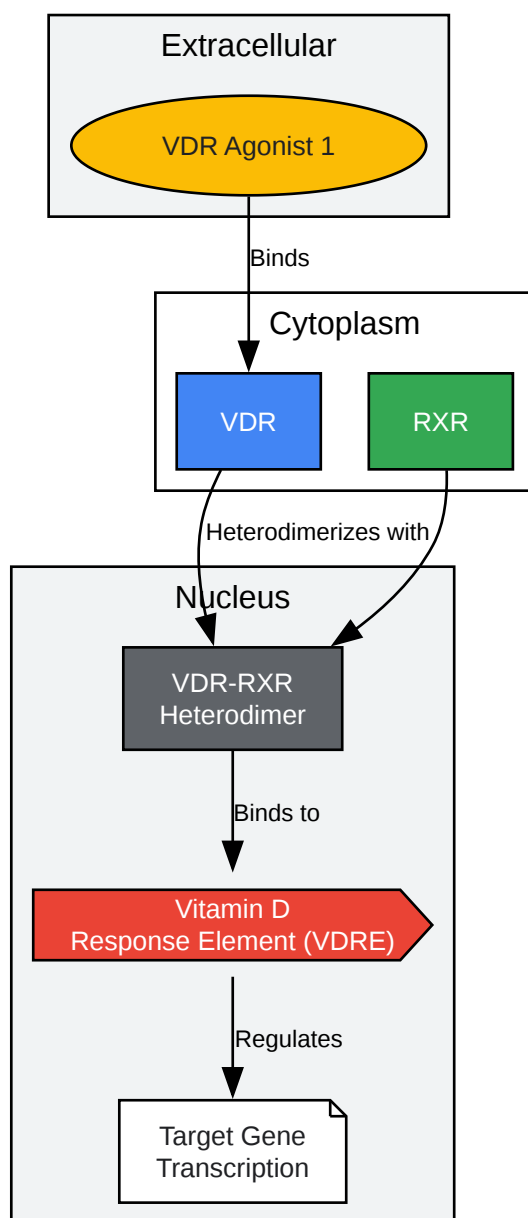 Extracellular
VDR Agonist 1
Binds
Cytoplasm
VDR
RXR
Heterodimerizes with
Nucleus
VDR-RXR
Heterodimer
Binds to
Vitamin D
Response Element (VDRE)
Regulates
Target Gene
Transcription